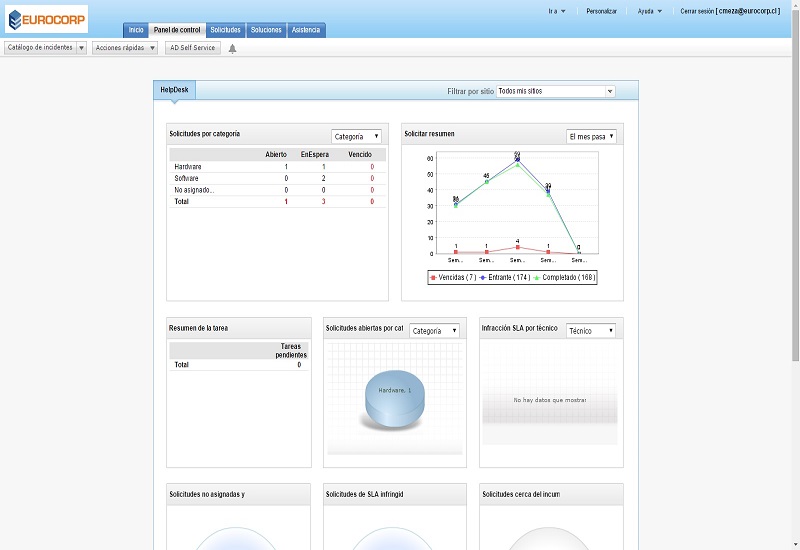 EUROCORP
Ir a
Personalizar
Ayuda
Cerrar sesión [ cmeza@eurocorp.cl ]
Inicio
Panel de control
Solicitudes
Soluciones
Asistencia
Catálogo de incidentes
Acciones rápidas
AD Self Service
HelpDesk
Filtrar por sitio
Todos mis sitios
Solicitudes por categoría
Categoría
Abierto EnEspera Vencido
Hardware 1 1 0
Software 0 2 0
No asignado... 0 0 0
Total 1 3 0
Solicitar resumen
El mes pasa
60
50
40
30
20
10
0
45
1 1 4 1
Sem... Sem... Sem... Sem... Sem...
Vencidas ( 7 ) Entrante ( 174 ) Completado ( 168 )
Resumen de la tarea
Tareas
pendientes
Total 0
Solicitudes abiertas por cat
Categoría
Hardware, 1
Infracción SLA por técnico
Técnico
No hay datos que mostrar
Solicitudes no asignadas y
Solicitudes de SLA infringid
Solicitudes cerca del incum